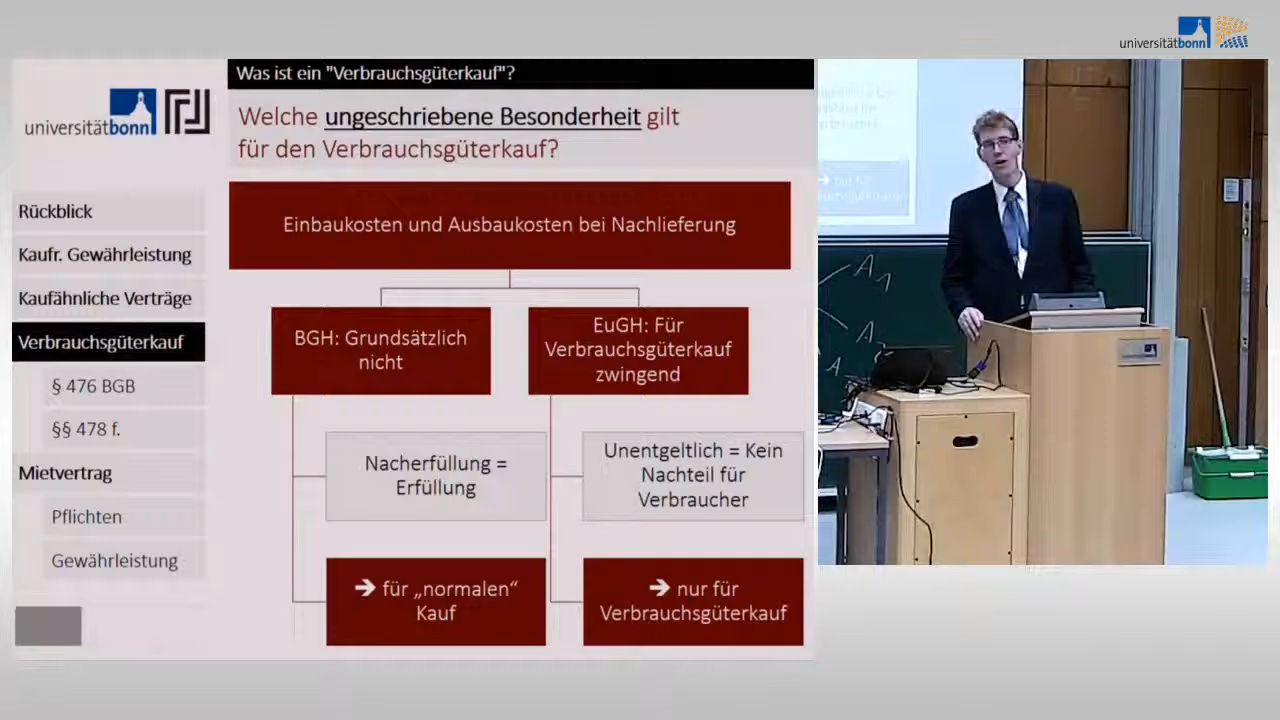 universitätbonn
Was ist ein "Verbrauchsgüterkauf"?
universitätbonn
Welche ungeschriebene Besonderheit gilt
für den Verbrauchsgüterkauf?
Rückblick
Kaufr. Gewährleistung
Kaufähnliche Verträge
Verbrauchsgüterkauf
§ 476 BGB
§§ 478 f.
Mietvertrag
Pflichten
Gewährleistung
Einbaukosten und Ausbaukosten bei Nachlieferung
BGH: Grundsätzlich
nicht
Nacherfüllung =
Erfüllung
➔ für „normalen“
Kauf
EuGH: Für
Verbrauchsgüterkauf
zwingend
Unentgeltlich = Kein
Nachteil für
Verbraucher
➔ nur für
Verbrauchsgüterkauf
A1
A2